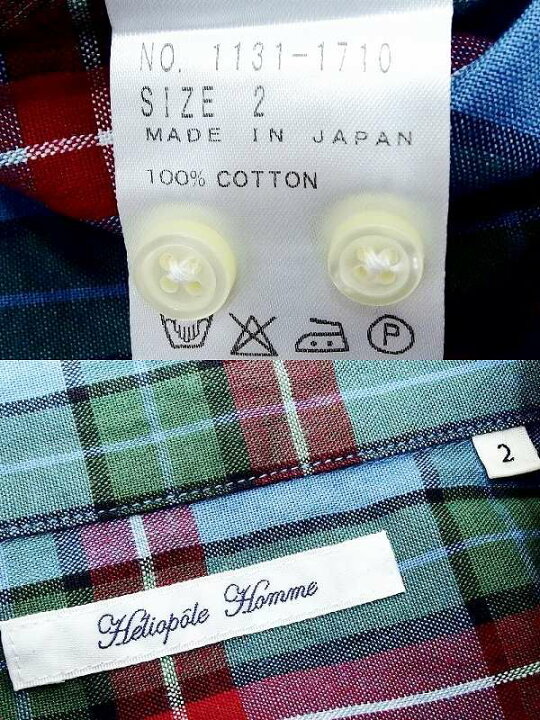 NO. 1131-1710
SIZE 2
MADE IN JAPAN
100% COTTON
P
2
Héliopôle Homme